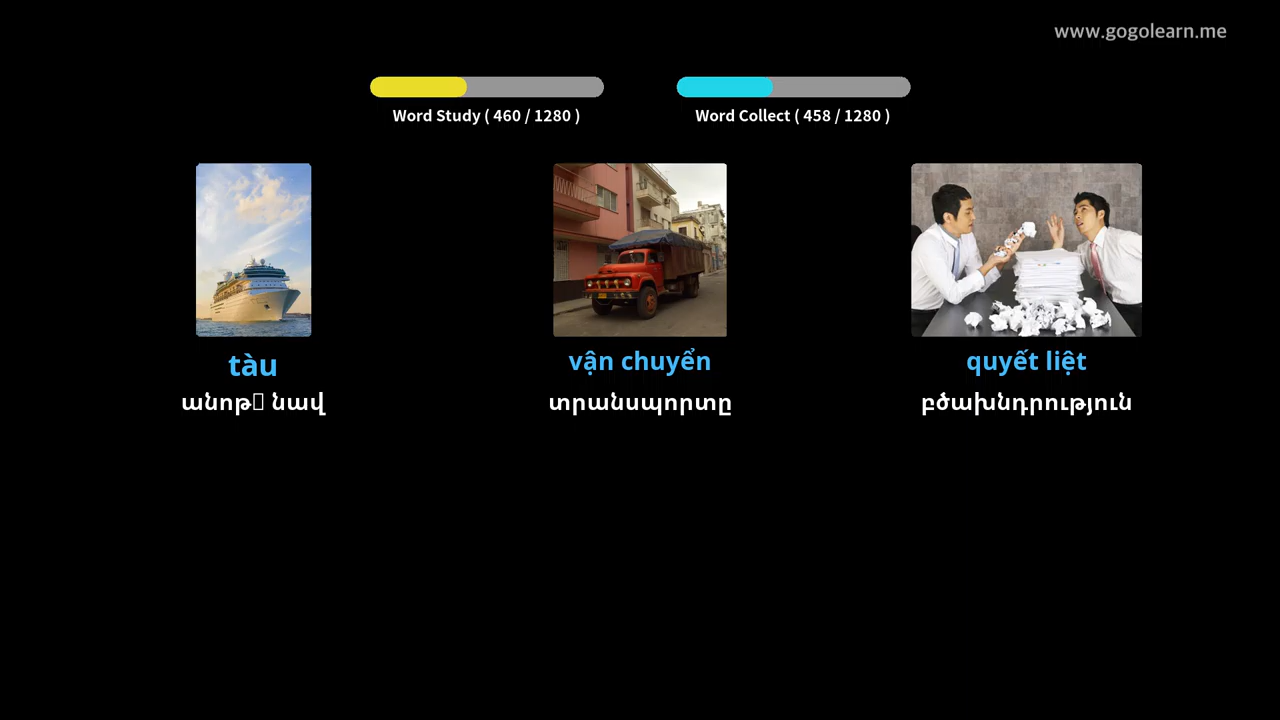 www.gogolearn.me
Word Study ( 460 / 1280 )
Word Collect ( 458 / 1280 )
tàu
vận chuyển
quyết liệt
անոթ նավ
տրանսպորտը
բծախնդրություն